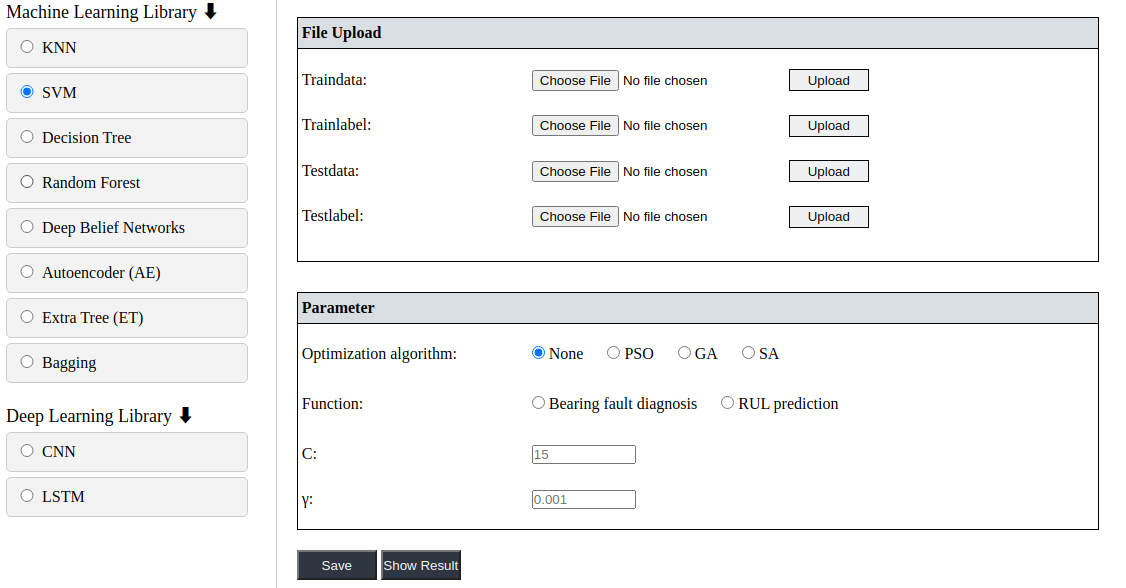 Machine Learning Library ⬇
KNN
SVM
Decision Tree
Random Forest
Deep Belief Networks
Autoencoder (AE)
Extra Tree (ET)
Bagging
Deep Learning Library ⬇
CNN
LSTM
File Upload
Traindata: Choose File No file chosen Upload
Trainlabel: Choose File No file chosen Upload
Testdata: Choose File No file chosen Upload
Testlabel: Choose File No file chosen Upload
Parameter
Optimization algorithm: None PSO GA SA
Function: Bearing fault diagnosis RUL prediction
C: 15
γ: 0.001
Save Show Result